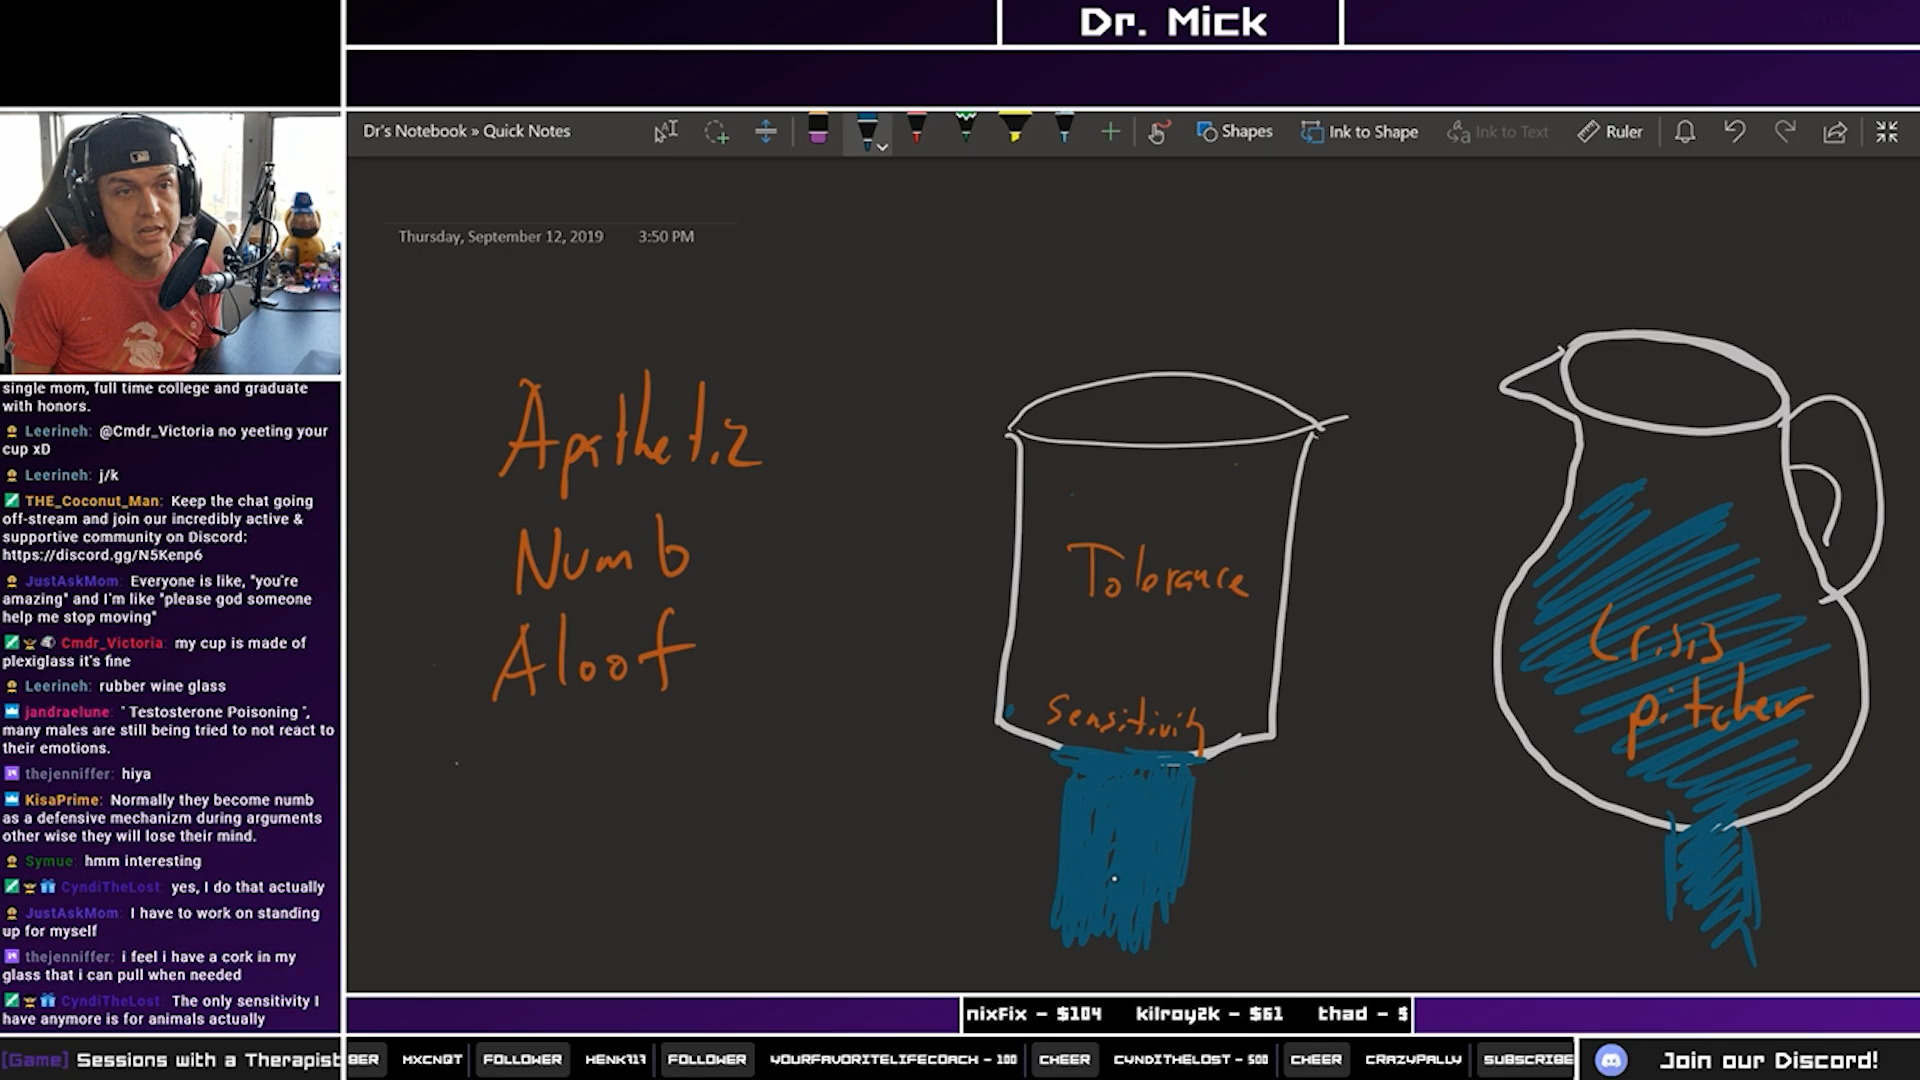 Dr. Mick
Dr's Notebook » Quick Notes
Shapes
Ink to Shape
Ink to Text
Ruler
Thursday, September 12, 2019 3:50 PM
Apathetic
Numb
Aloof
Tolerance
Sensitivity
Crisis
pitcher
single mom, full time college and graduate
with honors.
Leerineh: @Cmdr_Victoria no yeeting your
cup xD
Leerineh: j/k
THE_Coconut_Man: Keep the chat going
off-stream and join our incredibly active &
supportive community on Discord:
https://discord.gg/N5Kenp6
JustAskMom: Everyone is like, "you're
amazing" and I'm like "please god someone
help me stop moving"
Cmdr_Victoria: my cup is made of
plexiglass it's fine
Leerineh: rubber wine glass
jandraelune: " Testosterone Poisoning ",
many males are still being tried to not react to
their emotions.
thejenniffer: hiya
KisaPrime: Normally they become numb
as a defensive mechanizm during arguments
other wise they will lose their mind.
Symue: hmm interesting
CyndiTheLost: yes, I do that actually
JustAskMom: I have to work on standing
up for myself
thejenniffer: i feel i have a cork in my
glass that i can pull when needed
CyndiTheLost: The only sensitivity I
have anymore is for animals actually
nixFix - $104 kilroy2k - $61 thad - $
[Game] Sessions with a Therapist
BER MXCNQT FOLLOWER HENK717 FOLLOWER YOURFAVORITELIFECOACH - 100 CHEER CYNDITHELOST - 500 CHEER CRAZYPALLY SUBSCRIBE
Join our Discord!